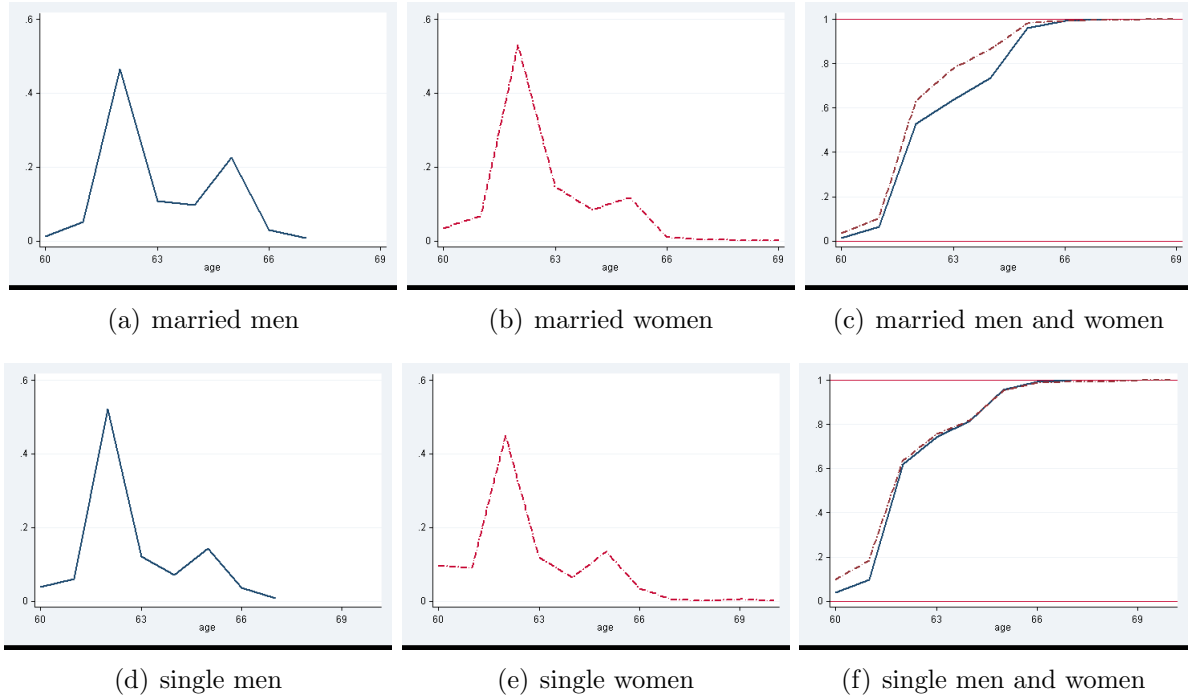 .6
.4
.2
0
60 63 66 69
age
(a) married men
.6
.4
.2
0
60 63 66 69
age
(b) married women
1
.8
.6
.4
.2
0
60 63 66 69
age
(c) married men and women
.6
.4
.2
0
60 63 66 69
age
(d) single men
.6
.4
.2
0
60 63 66 69
age
(e) single women
1
.8
.6
.4
.2
0
60 63 66 69
age
(f) single men and women